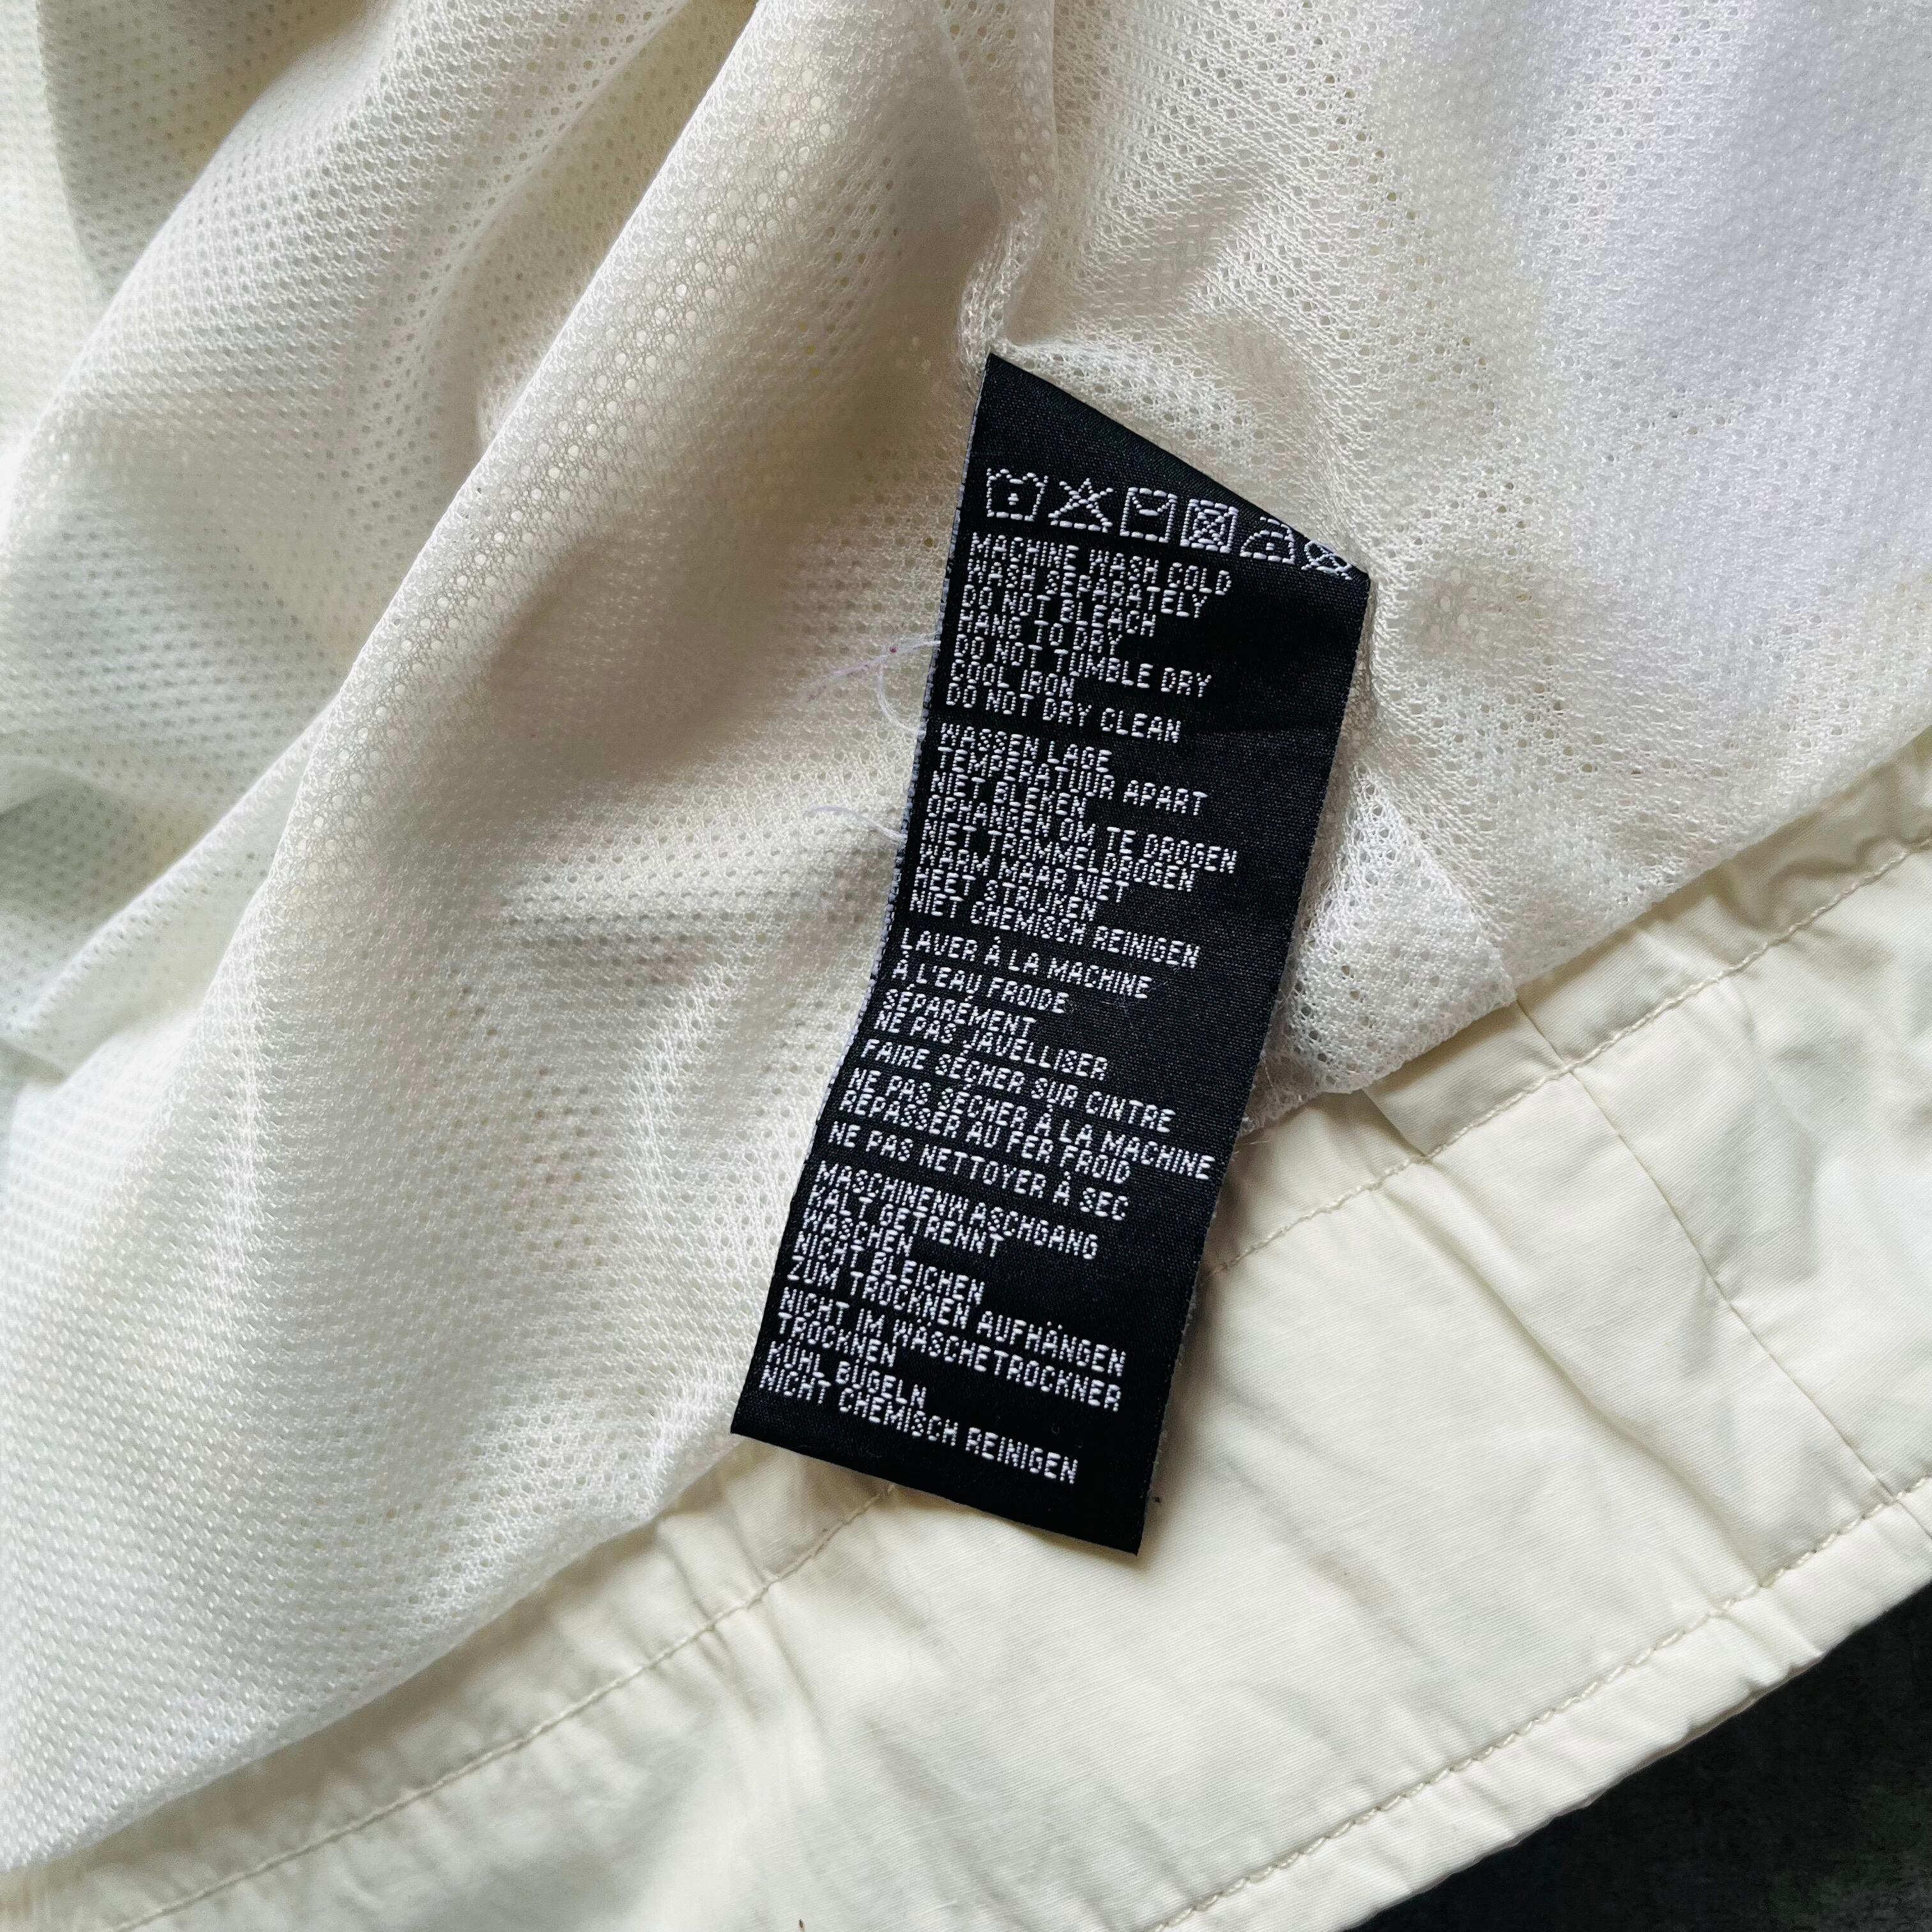 MACHINE WASH COLD
WASH SEPARATELY
DO NOT BLEACH
HANG TO DRY
DO NOT TUMBLE DRY
COOL IRON
DO NOT DRY CLEAN
WASSEN LAGE
TEMPERATUUR APART
NIET BLEKEN
OPHANGEN OM TE DROGEN
NIET TROMMELDROGEN
WARM MAAR NIET
HEET STRIJKEN
NIET CHEMISCH REINIGEN
LAVER À LA MACHINE
À L'EAU FROIDE
SÉPARÉMENT
NE PAS JAVELLISER
FAIRE SÉCHER SUR CINTRE
NE PAS SÉCHER À LA MACHINE
REPASSER AU FER FROID
NE PAS NETTOYER À SEC
MASCHINENWASCHGANG
KALT GETRENNT
WASCHEN
NICHT BLEICHEN
ZUM TROCKNEN AUFHÄNGEN
NICHT IM WASCHETROCKNER
TROCKNEN
KÜHL BÜGELN
NICHT CHEMISCH REINIGEN